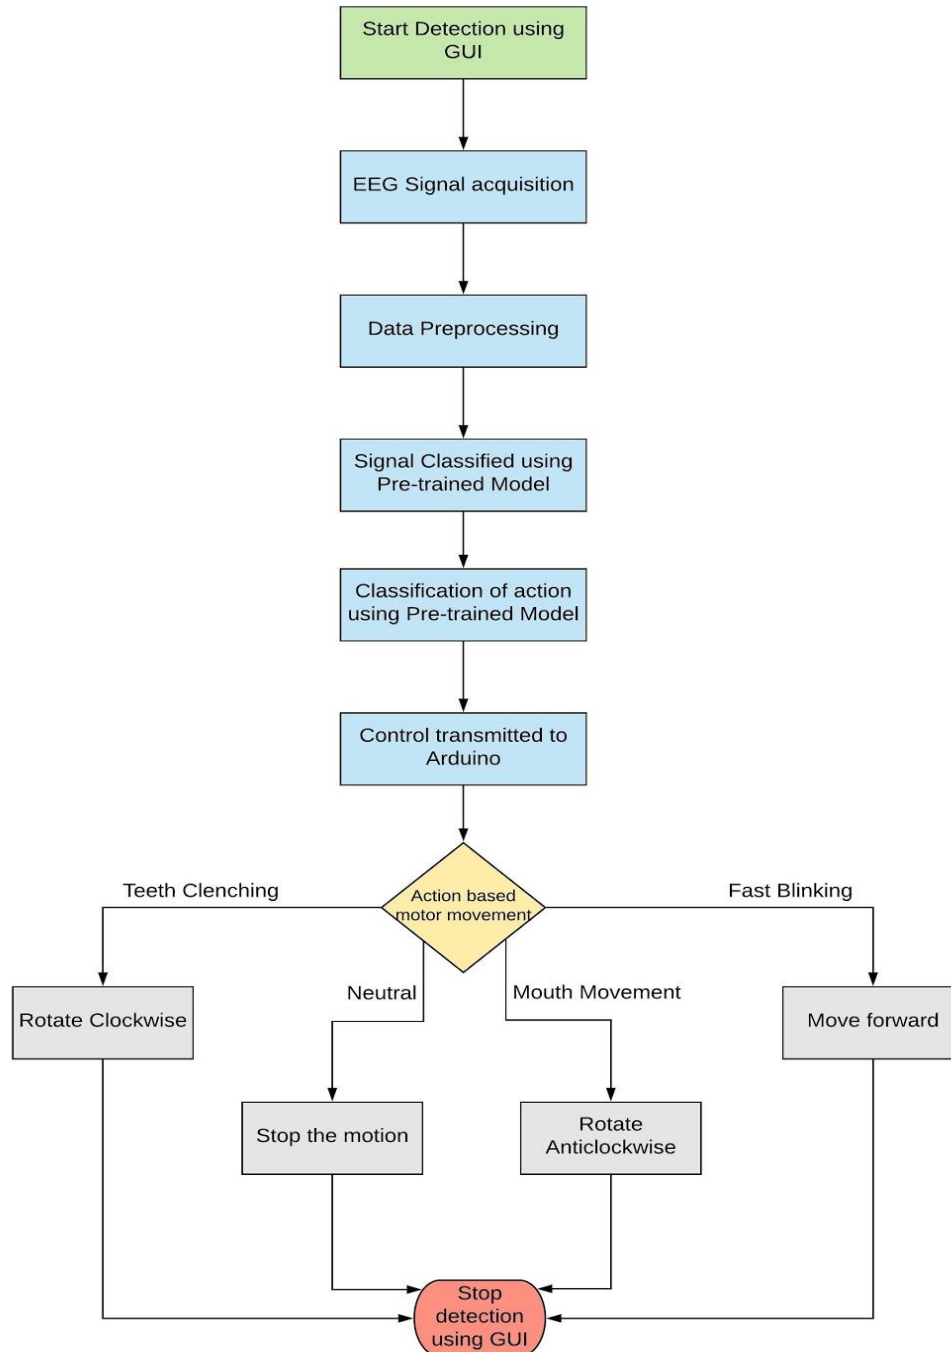 Start Detection using
GUI
EEG Signal acquisition
Data Preprocessing
Signal Classified using
Pre-trained Model
Classification of action
using Pre-trained Model
Control transmitted to
Arduino
Action based
motor movement
Teeth Clenching
Fast Blinking
Neutral
Mouth Movement
Rotate Clockwise
Move forward
Stop the motion
Rotate
Anticlockwise
Stop
detection
using GUI